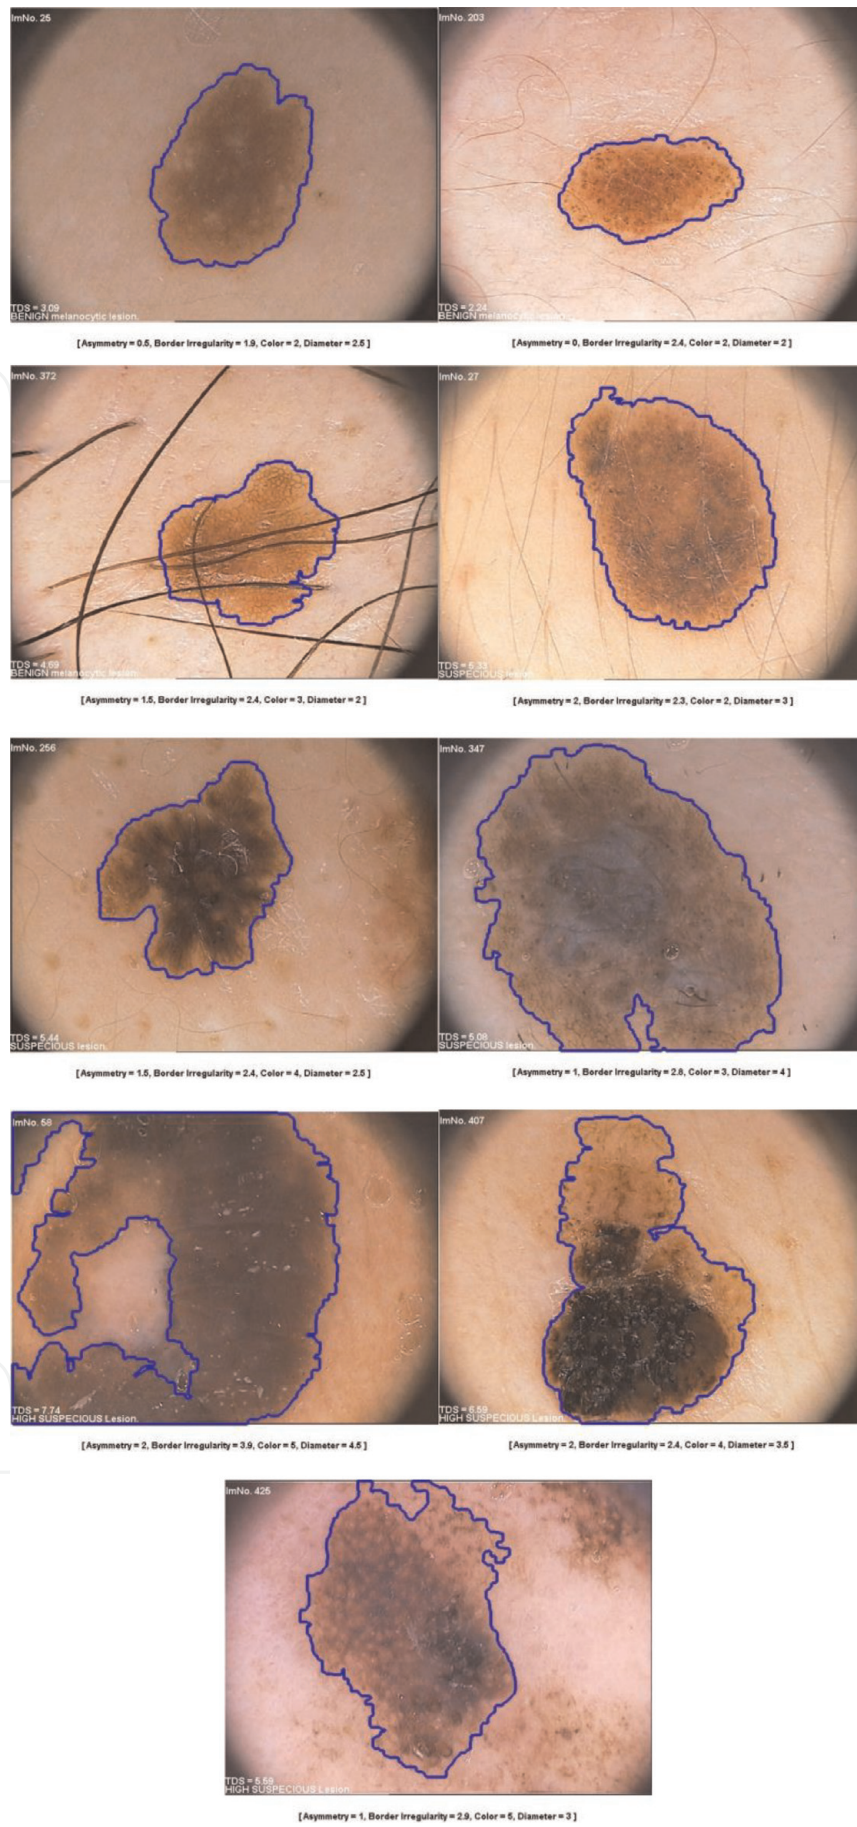 ImNo. 25
TDS = 3.09
BENIGN melanocytic lesion.
[Asymmetry = 0.5, Border Irregularity = 1.9, Color = 2, Diameter = 2.5 ]
ImNo. 203
TDS = 2.24
BENIGN melanocytic lesion.
[Asymmetry = 0, Border Irregularity = 2.4, Color = 2, Diameter = 2 ]
ImNo. 372
TDS = 4.69
BENIGN melanocytic lesion.
[Asymmetry = 1.5, Border Irregularity = 2.4, Color = 3, Diameter = 2 ]
ImNo. 27
TDS = 5.33
SUSPECIOUS lesion.
[Asymmetry = 2, Border Irregularity = 2.3, Color = 2, Diameter = 3 ]
ImNo. 256
TDS = 5.44
SUSPECIOUS lesion.
[Asymmetry = 1.5, Border Irregularity = 2.4, Color = 4, Diameter = 2.5 ]
ImNo. 347
TDS = 5.08
SUSPECIOUS lesion.
[Asymmetry = 1, Border Irregularity = 2.8, Color = 3, Diameter = 4 ]
ImNo. 58
TDS = 7.74
HIGH SUSPECIOUS Lesion.
[Asymmetry = 2, Border Irregularity = 3.9, Color = 5, Diameter = 4.5 ]
ImNo. 407
TDS = 6.59
HIGH SUSPECIOUS Lesion.
[Asymmetry = 2, Border Irregularity = 2.4, Color = 4, Diameter = 3.5 ]
ImNo. 425
TDS = 5.59
HIGH SUSPECIOUS Lesion.
[Asymmetry = 1, Border Irregularity = 2.9, Color = 5, Diameter = 3 ]